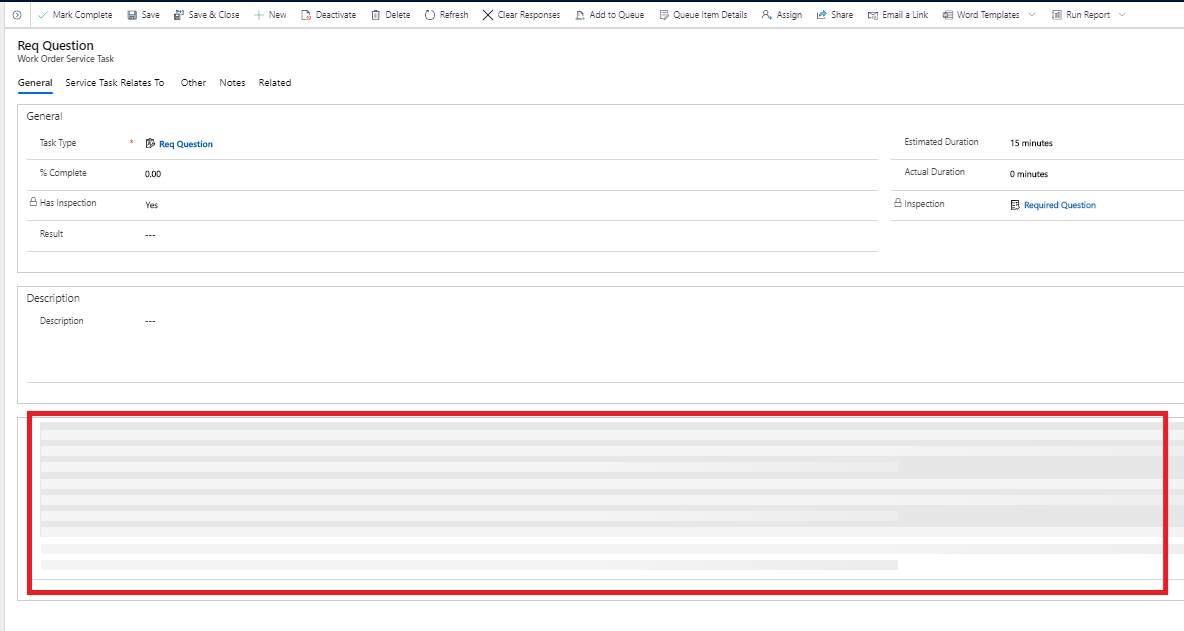 Mark Complete Save Save & Close New Deactivate Delete Refresh Clear Responses Add to Queue Queue Item Details Assign Share Email a Link Word Templates Run Report
Req Question
Work Order Service Task
General Service Task Relates To Other Notes Related
General
Task Type * Req Question Estimated Duration 15 minutes
% Complete 0.00 Actual Duration 0 minutes
Has Inspection Yes Inspection Required Question
Result ---
Description
Description ---